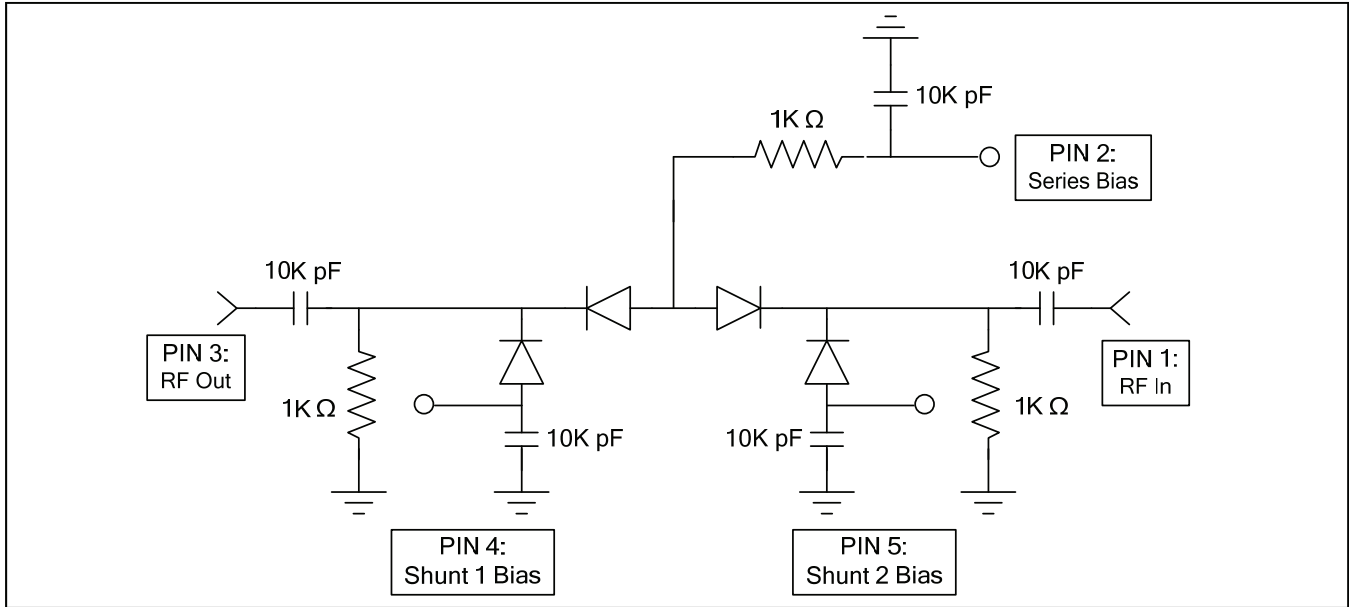 10K pF
1K Ω
PIN 2:
Series Bias
10K pF
10K pF
PIN 3:
RF Out
PIN 1:
RF In
1K Ω
1K Ω
10K pF
10K pF
PIN 4:
Shunt 1 Bias
PIN 5:
Shunt 2 Bias